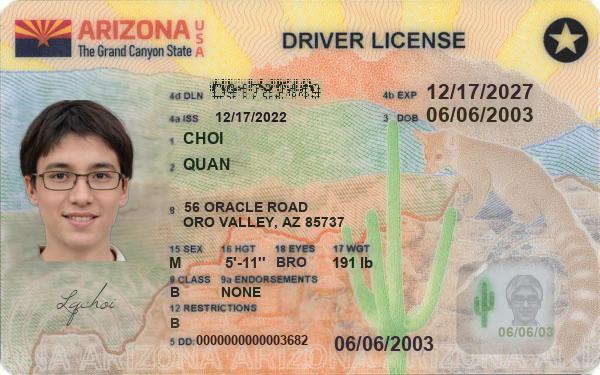 ARIZONA USA
The Grand Canyon State
DRIVER LICENSE
4d DLN
4b EXP 12/17/2027
4a ISS 12/17/2022
3 DOB 06/06/2003
1 CHOI
2 QUAN
8 56 ORACLE ROAD
ORO VALLEY, AZ 85737
15 SEX 16 HGT 18 EYES 17 WGT
M 5'-11" BRO 191 lb
9 CLASS 9a ENDORSEMENTS
B NONE
12 RESTRICTIONS
B
5 DD: 0000000000003682
06/06/2003
06/06/03
Lqchoi
ARIZONA ARIZONA ARIZONA ARIZONA